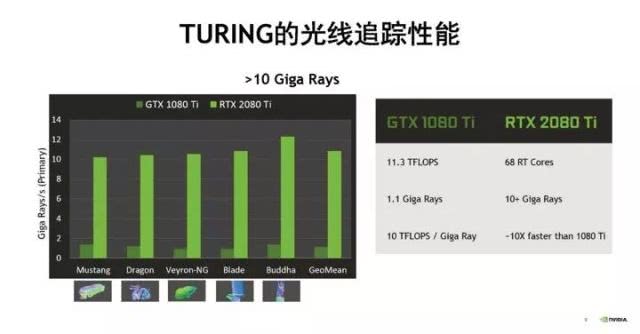 TURING的光线追踪性能
>10 Giga Rays
GTX 1080 Ti RTX 2080 Ti
14
12
10
8
6
4
2
0
Giga Rays/s (Primary)
Mustang Dragon Veyron-NG Blade Buddha GeoMean
GTX 1080 Ti RTX 2080 Ti
11.3 TFLOPS 68 RT Cores
1.1 Giga Rays 10+ Giga Rays
10 TFLOPS / Giga Ray ~10X faster than 1080 Ti
NVIDIA.